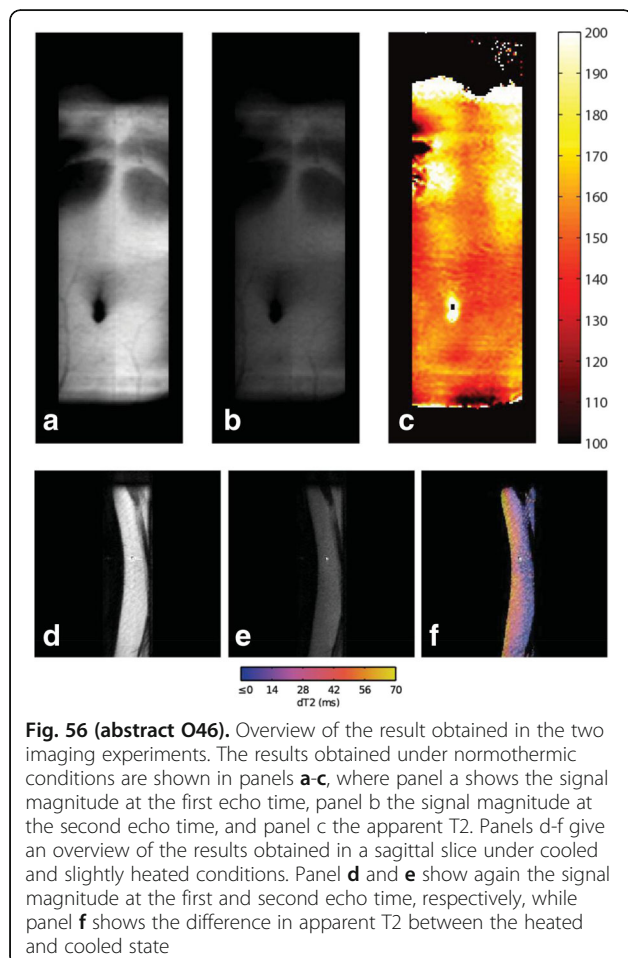 a
b
c
200
190
180
170
160
150
140
130
120
110
100
d
e
f
≤0 14 28 42 56 70
dT2 (ms)
Fig. 56 (abstract O46). Overview of the result obtained in the two
imaging experiments. The results obtained under normothermic
conditions are shown in panels a-c, where panel a shows the signal
magnitude at the first echo time, panel b the signal magnitude at
the second echo time, and panel c the apparent T2. Panels d-f give
an overview of the results obtained in a sagittal slice under cooled
and slightly heated conditions. Panel d and e show again the signal
magnitude at the first and second echo time, respectively, while
panel f shows the difference in apparent T2 between the heated
and cooled state